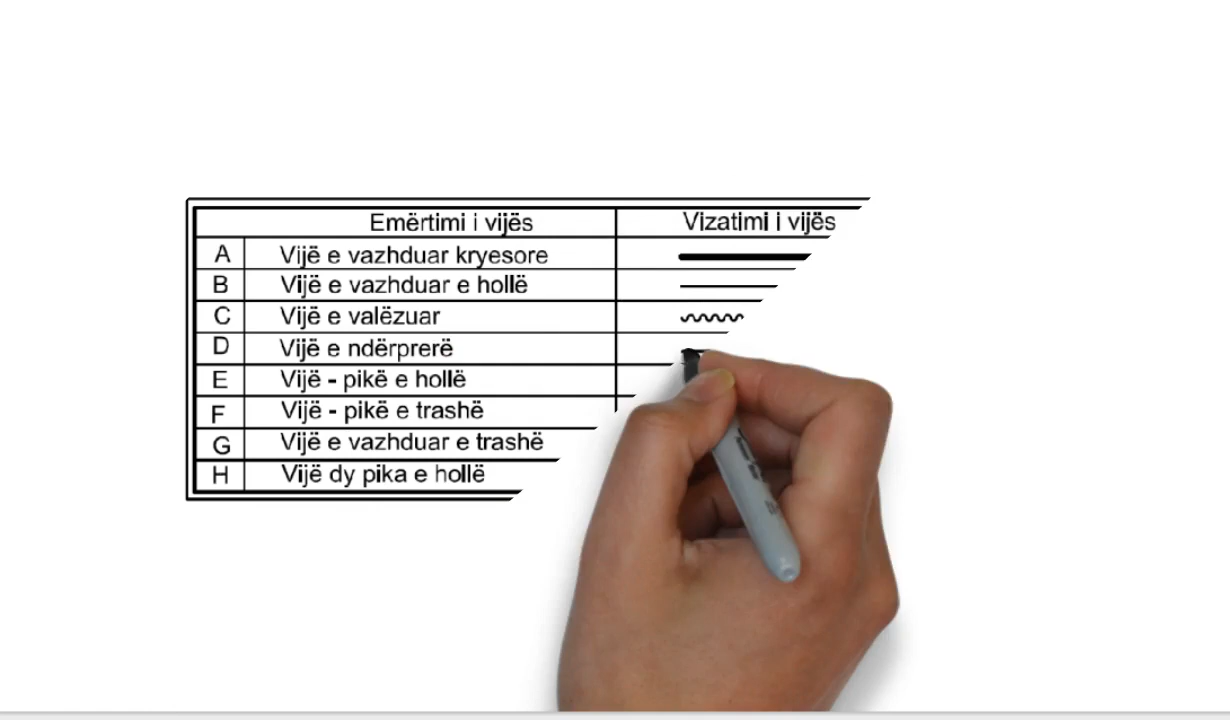 Emërtimi i vijës Vizatimi i vijës
A Vijë e vazhduar kryesore
B Vijë e vazhduar e hollë
C Vijë e valëzuar
D Vijë e ndërprerë
E Vijë - pikë e hollë
F Vijë - pikë e trashë
G Vijë e vazhduar e trashë
H Vijë dy pika e hollë